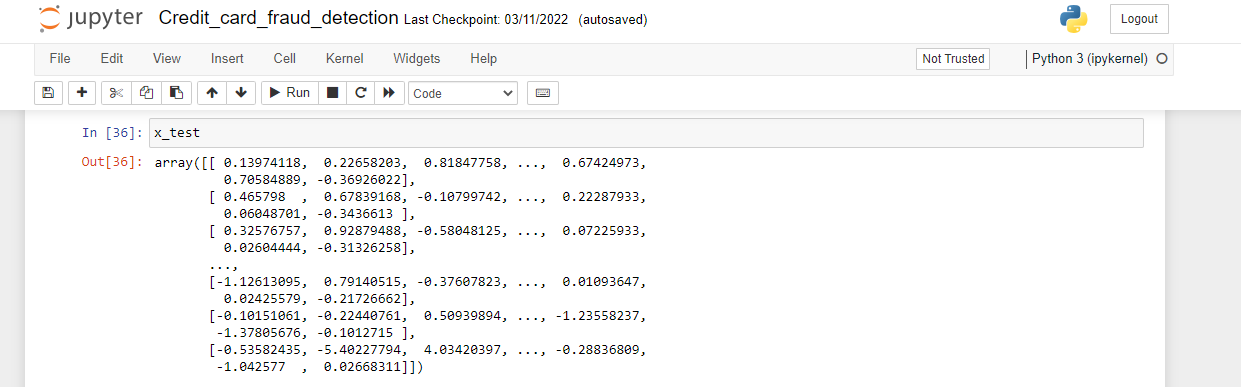 jupyter Credit_card_fraud_detection Last Checkpoint: 03/11/2022 (autosaved) Logout
File Edit View Insert Cell Kernel Widgets Help Not Trusted Python 3 (ipykernel)
Run Code
In [36]: x_test
Out[36]: array([[ 0.13974118,  0.22658203,  0.81847758, ...,  0.67424973,
         0.70584889, -0.36926022],
       [ 0.465798  ,  0.67839168, -0.10799742, ...,  0.22287933,
         0.06048701, -0.3436613 ],
       [ 0.32576757,  0.92879488, -0.58048125, ...,  0.07225933,
         0.02604444, -0.31326258],
       ...,
       [-1.12613095,  0.79140515, -0.37607823, ...,  0.01093647,
         0.02425579, -0.21726662],
       [-0.10151061, -0.22440761,  0.50939894, ..., -1.23558237,
        -1.37805676, -0.1012715 ],
       [-0.53582435, -5.40227794,  4.03420397, ..., -0.28836809,
        -1.042577  ,  0.02668311]])